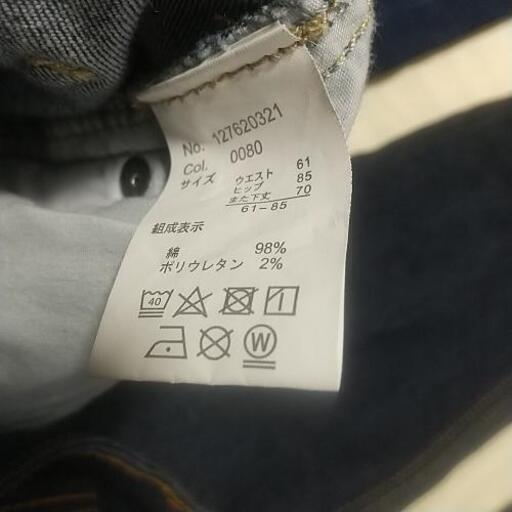 No. 127620321
Col. 0080
サイズ ウエスト 61
ヒップ 85
また下丈 70
61-85
組成表示
綿 98%
ポリウレタン 2%
40
W